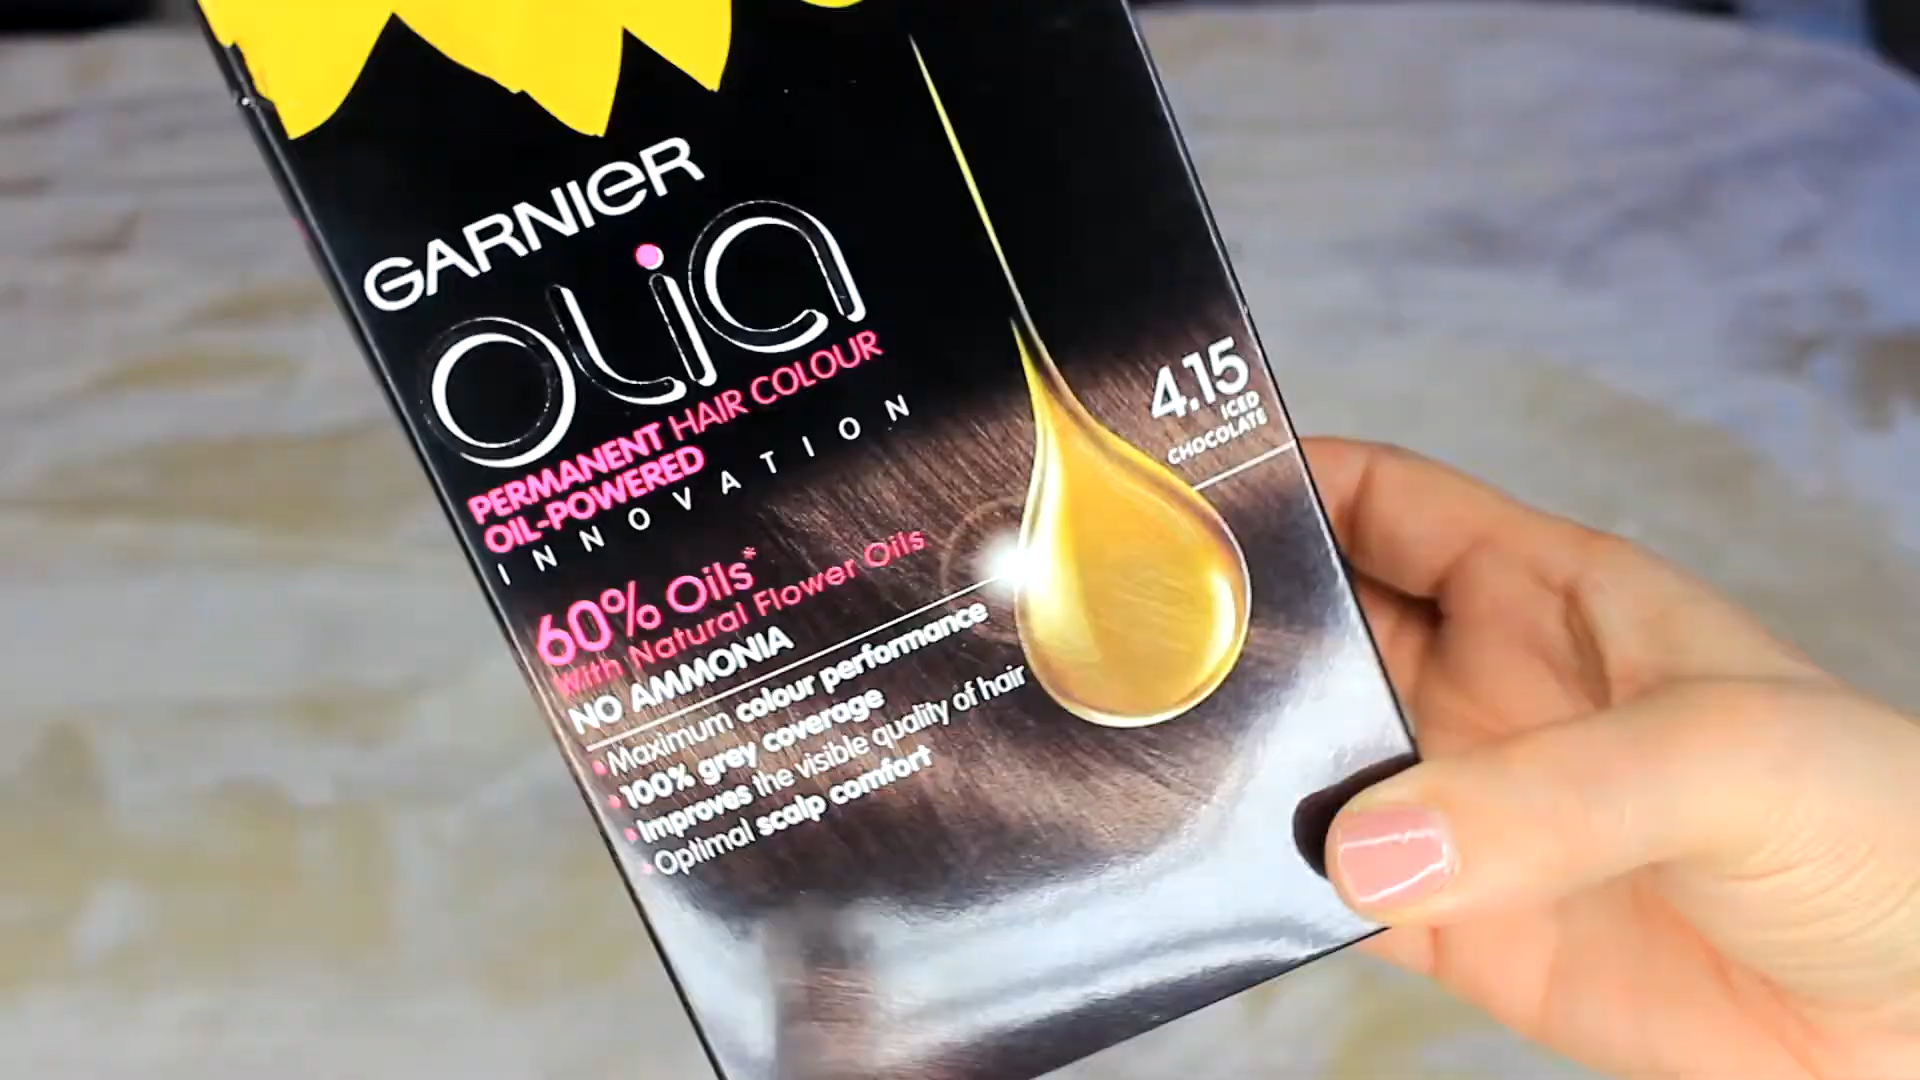 GARNIER
OLIA
PERMANENT HAIR COLOUR
OIL-POWERED
INNOVATION
60% Oils*
With Natural Flower Oils
NO AMMONIA
• Maximum colour performance
• 100% grey coverage
• Improves the visible quality of hair
• Optimal scalp comfort
4.15
ICED
CHOCOLATE